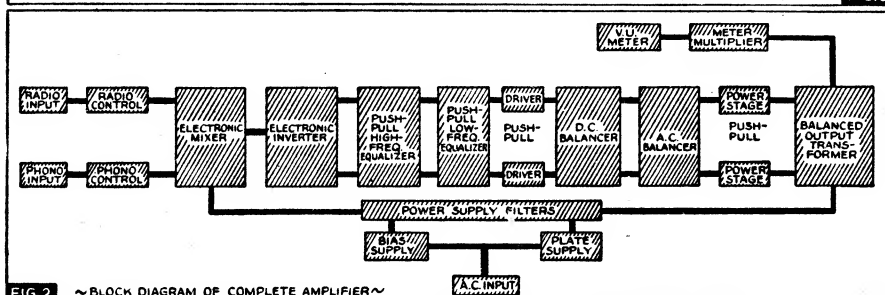 V.U.
METER
METER
MULTIPLIER
RADIO
INPUT
RADIO
CONTROL
PHONO
INPUT
PHONO
CONTROL
ELECTRONIC
MIXER
ELECTRONIC
INVERTER
PUSH-
PULL
HIGH-
FREQ.
EQUALIZER
PUSH-
PULL
LOW-
FREQ.
EQUALIZER
DRIVER
PUSH-
PULL
DRIVER
D.C.
BALANCER
A.C.
BALANCER
POWER
STAGE
PUSH-
PULL
POWER
STAGE
BALANCED
OUTPUT
TRANS-
FORMER
POWER SUPPLY FILTERS
BIAS
SUPPLY
PLATE
SUPPLY
A.C. INPUT
FIG. 2 ~BLOCK DIAGRAM OF COMPLETE AMPLIFIER~